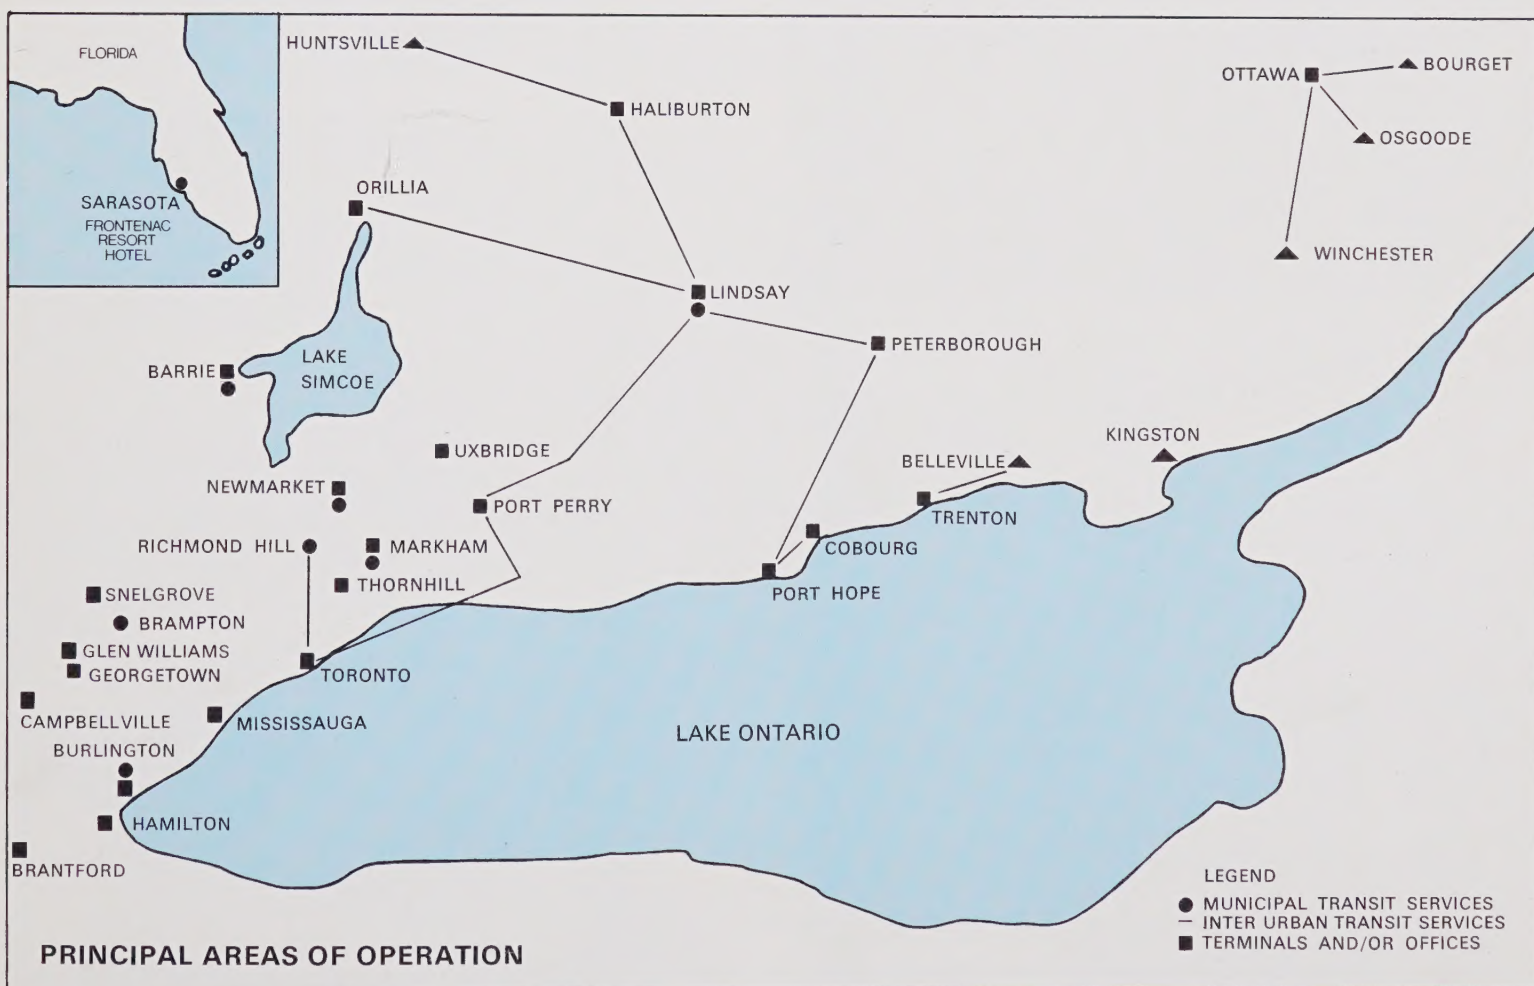 FLORIDA
SARASOTA
FRONTENAC
RESORT
HOTEL
HUNTSVILLE
HALIBURTON
OTTAWA
BOURGET
OSGOODE
WINCHESTER
ORILLIA
LINDSAY
PETERBOROUGH
BARRIE
LAKE
SIMCOE
UXBRIDGE
KINGSTON
BELLEVILLE
NEWMARKET
PORT PERRY
TRENTON
RICHMOND HILL
MARKHAM
COBOURG
THORNHILL
PORT HOPE
SNELGROVE
BRAMPTON
GLEN WILLIAMS
GEORGETOWN
TORONTO
CAMPBELLVILLE
MISSISSAUGA
LAKE ONTARIO
BURLINGTON
HAMILTON
BRANTFORD
LEGEND
MUNICIPAL TRANSIT SERVICES
INTER URBAN TRANSIT SERVICES
TERMINALS AND/OR OFFICES
PRINCIPAL AREAS OF OPERATION